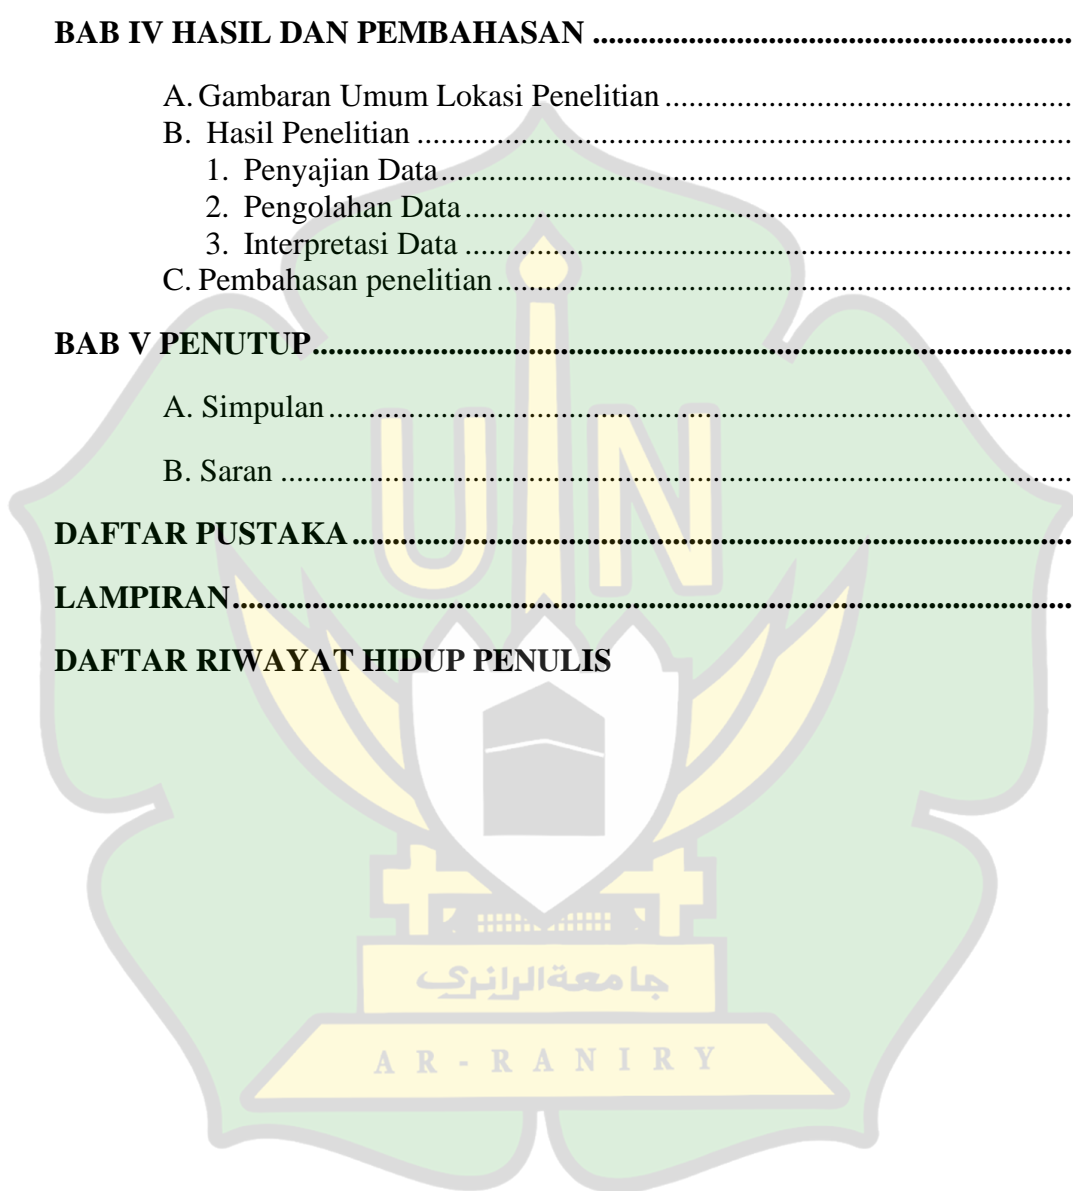 BAB IV HASIL DAN PEMBAHASAN ............................................................
A. Gambaran Umum Lokasi Penelitian ...................................................
B. Hasil Penelitian ..................................................................................
1. Penyajian Data...............................................................................
2. Pengolahan Data ............................................................................
3. Interpretasi Data ............................................................................
C. Pembahasan penelitian ........................................................................
BAB V PENUTUP................................................................................................
A. Simpulan .............................................................................................
B. Saran ...................................................................................................
DAFTAR PUSTAKA ...........................................................................................
LAMPIRAN..........................................................................................................
DAFTAR RIWAYAT HIDUP PENULIS
UIN
جامعة الرانري
AR-RANIRY